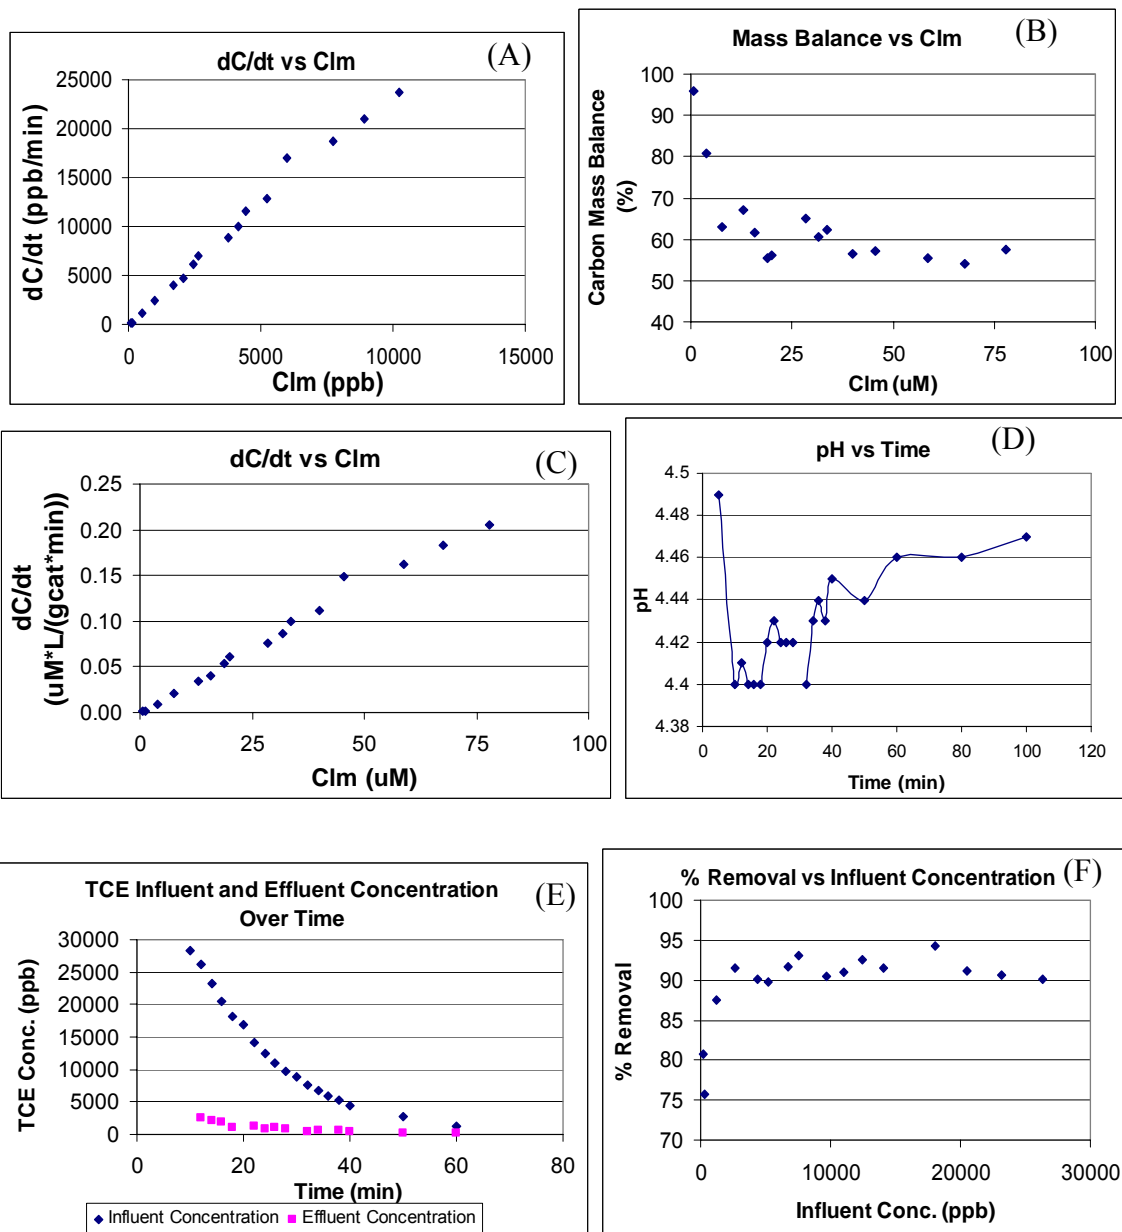 dC/dt vs Clm
(A)
dC/dt (ppb/min)
25000
20000
15000
10000
5000
0
0
5000
10000
15000
Clm (ppb)
Mass Balance vs Clm
(B)
Carbon Mass Balance
(%)
100
90
80
70
60
50
40
0
25
50
75
100
Clm (uM)
dC/dt vs Clm
(C)
dC/dt
(uM*L/(gcat*min))
0.25
0.20
0.15
0.10
0.05
0.00
0
25
50
75
100
Clm (uM)
pH vs Time
(D)
pH
4.5
4.48
4.46
4.44
4.42
4.4
4.38
0
20
40
60
80
100
120
Time (min)
TCE Influent and Effluent Concentration
Over Time
(E)
TCE Conc. (ppb)
30000
25000
20000
15000
10000
5000
0
0
20
40
60
80
Time (min)
Influent Concentration
Effluent Concentration
% Removal vs Influent Concentration
(F)
% Removal
100
95
90
85
80
75
70
0
10000
20000
30000
Influent Conc. (ppb)